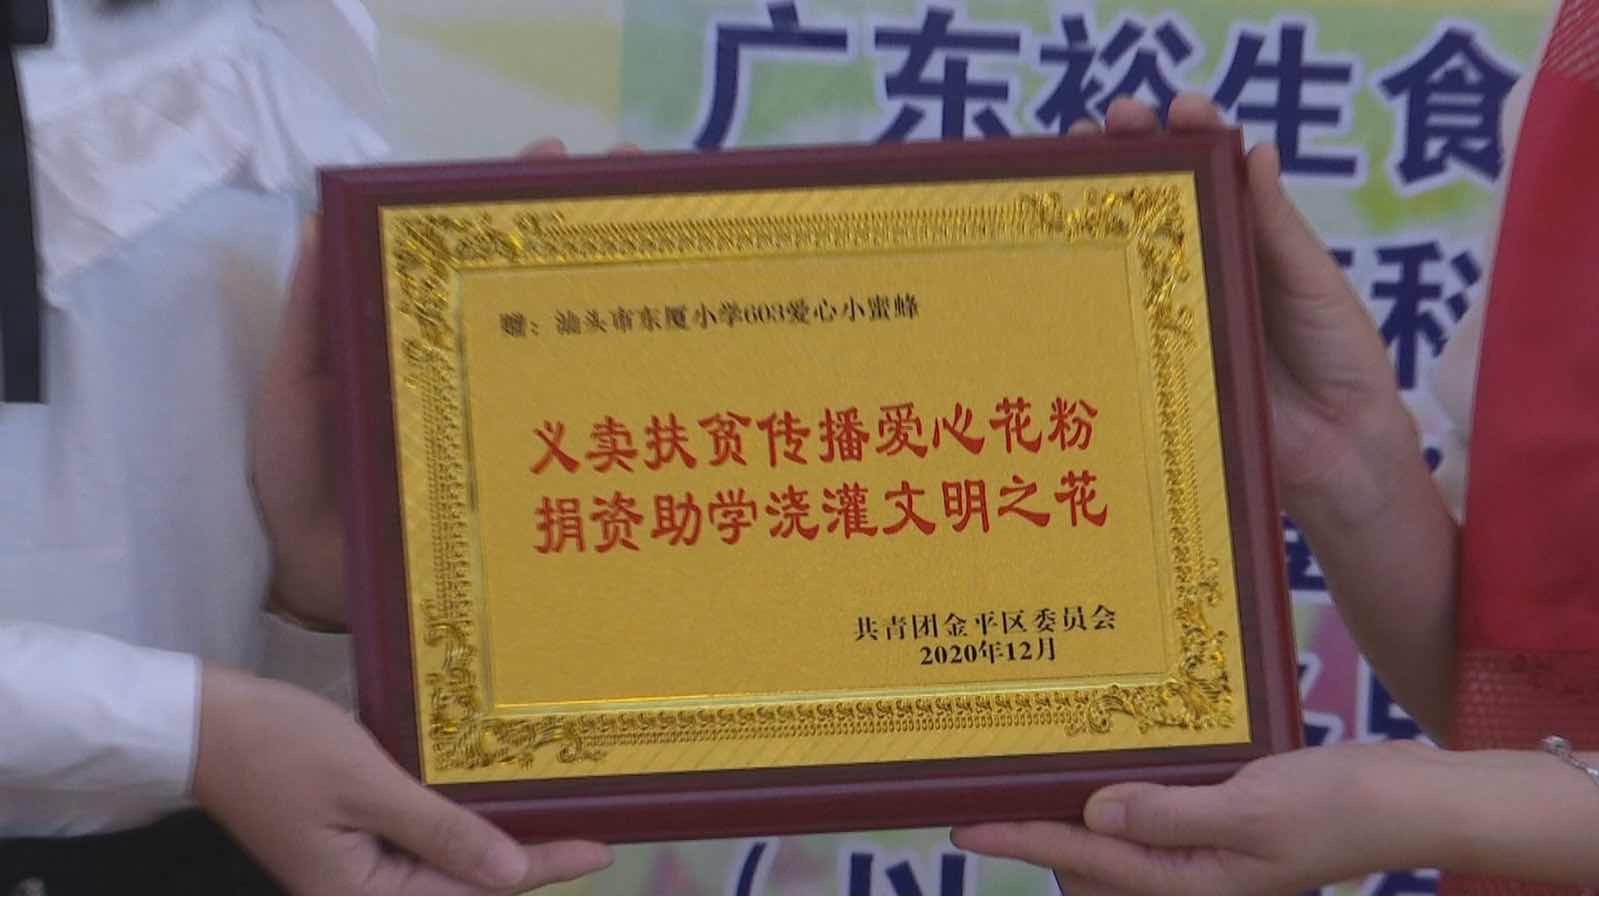 广东裕生食
科
赠：汕头市东厦小学603爱心小蜜蜂
义卖扶贫传播爱心花粉
捐资助学浇灌文明之花
共青团金平区委员会
2020年12月